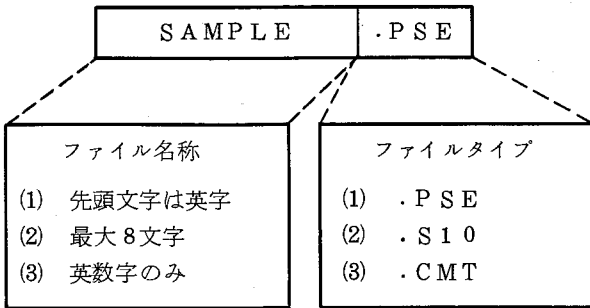 SAMPLE .PSE
ファイル名称
(1) 先頭文字は英字
(2) 最大8文字
(3) 英数字のみ
ファイルタイプ
(1) .PSE
(2) .S10
(3) .CMT